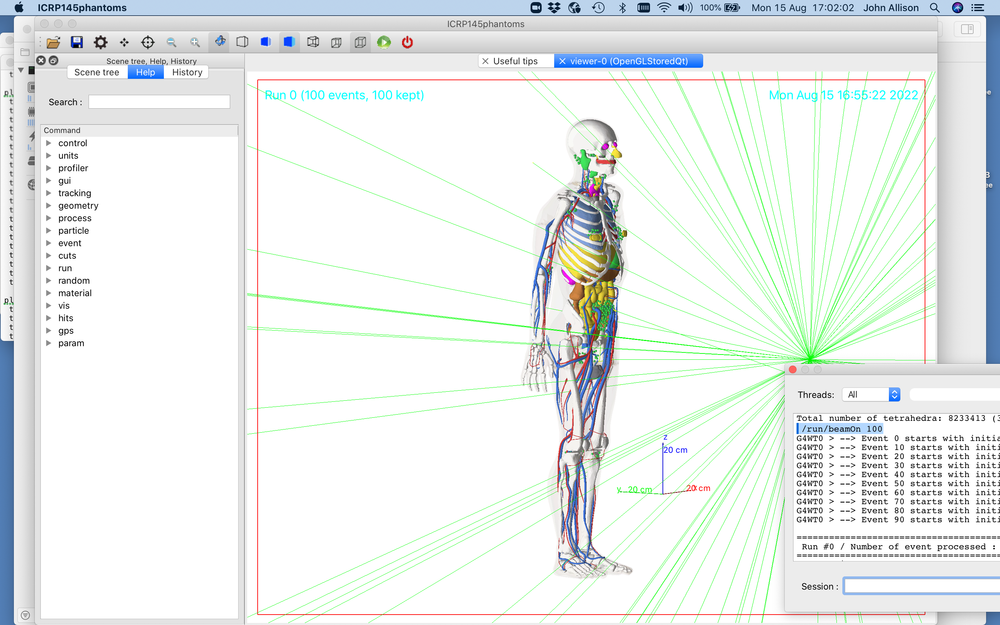 ICRP145phantoms
100%
Mon 15 Aug 17:02:02
John Allison
ICRP145phantoms
Scene tree, Help, History
Scene tree
Help
History
Search :
Command
control
units
profiler
gui
tracking
geometry
process
particle
event
cuts
run
random
material
vis
hits
gps
param
Useful tips
viewer-0 (OpenGLStoredQt)
Run 0 (100 events, 100 kept)
Mon Aug 15 16:55:22 2022
z
20 cm
y
20 cm
20 cm
x
Threads:
All
Total number of tetrahedra: 8233413 (3
/run/beamOn 100
G4WT0 > --> Event 0 starts with initia
G4WT0 > --> Event 10 starts with initi
G4WT0 > --> Event 20 starts with initi
G4WT0 > --> Event 30 starts with initi
G4WT0 > --> Event 40 starts with initi
G4WT0 > --> Event 50 starts with initi
G4WT0 > --> Event 60 starts with initi
G4WT0 > --> Event 70 starts with initi
G4WT0 > --> Event 80 starts with initi
G4WT0 > --> Event 90 starts with initi
======================================
Run #0 / Number of event processed :
======================================
Session :